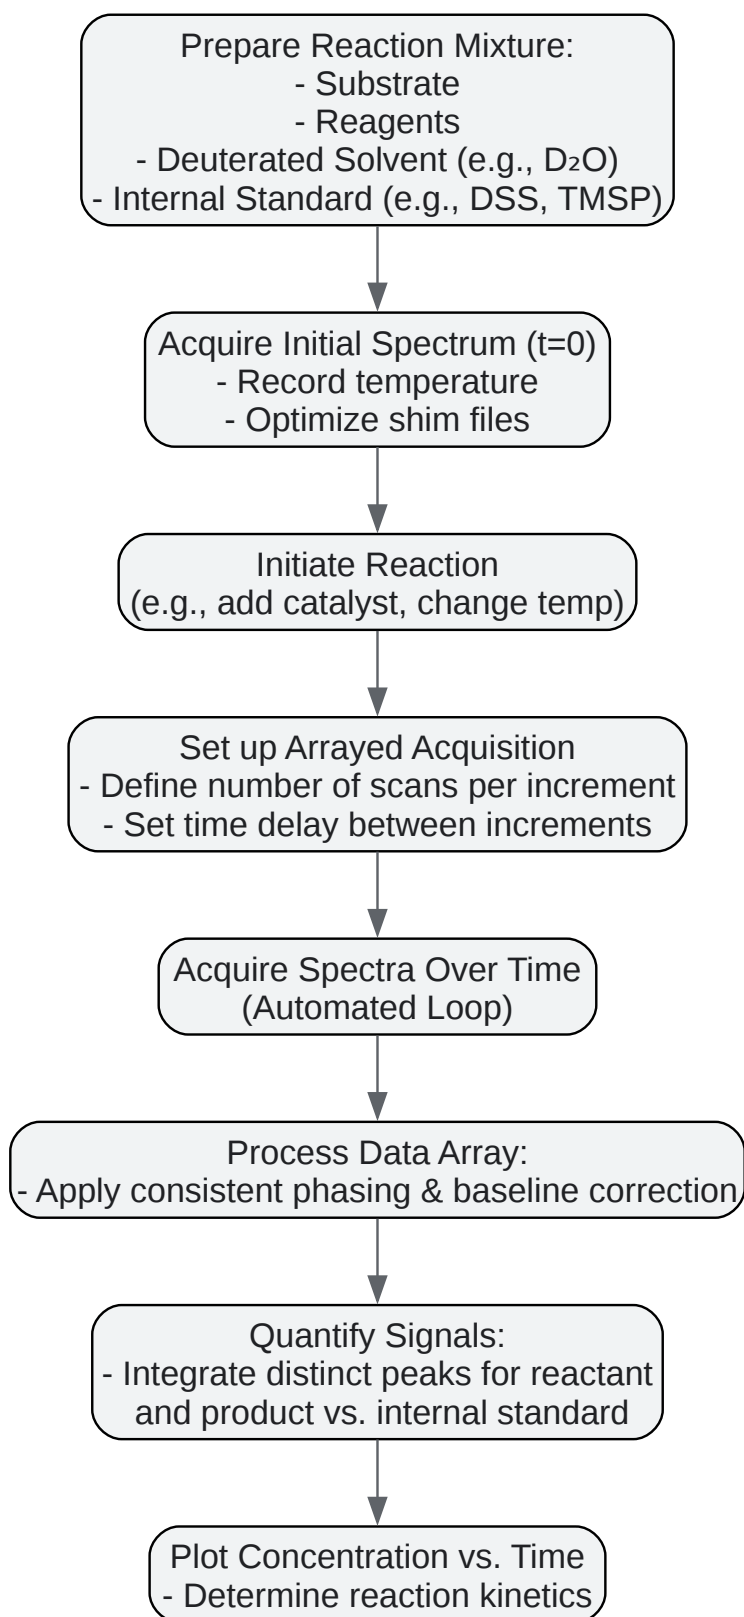 Prepare Reaction Mixture:
- Substrate
- Reagents
- Deuterated Solvent (e.g., D₂O)
- Internal Standard (e.g., DSS, TMSP)
Acquire Initial Spectrum (t=0)
- Record temperature
- Optimize shim files
Initiate Reaction
(e.g., add catalyst, change temp)
Set up Arrayed Acquisition
- Define number of scans per increment
- Set time delay between increments
Acquire Spectra Over Time
(Automated Loop)
Process Data Array:
- Apply consistent phasing & baseline correction
Quantify Signals:
- Integrate distinct peaks for reactant
and product vs. internal standard
Plot Concentration vs. Time
- Determine reaction kinetics